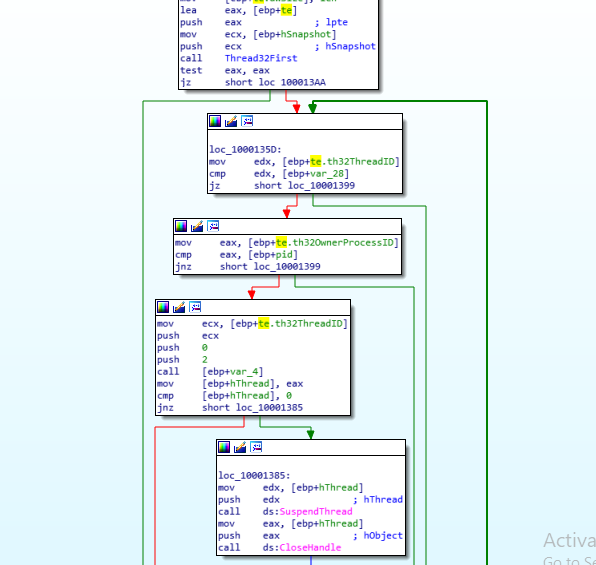 lea     eax, [ebp+te]
push    eax             ; lpte
mov     ecx, [ebp+hSnapshot]
push    ecx             ; hSnapshot
call    Thread32First
test    eax, eax
jz      short loc_100013AA
loc_1000135D:
mov     edx, [ebp+te.th32ThreadID]
cmp     edx, [ebp+var_28]
jz      short loc_10001399
mov     eax, [ebp+te.th32OwnerProcessID]
cmp     eax, [ebp+pid]
jnz     short loc_10001399
mov     ecx, [ebp+te.th32ThreadID]
push    ecx
push    0
push    2
call    [ebp+var_4]
mov     [ebp+hThread], eax
cmp     [ebp+hThread], 0
jnz     short loc_10001385
loc_10001385:
mov     edx, [ebp+hThread]
push    edx             ; hThread
call    ds:SuspendThread
mov     eax, [ebp+hThread]
push    eax             ; hObject
call    ds:CloseHandle
Activa
Go to Se